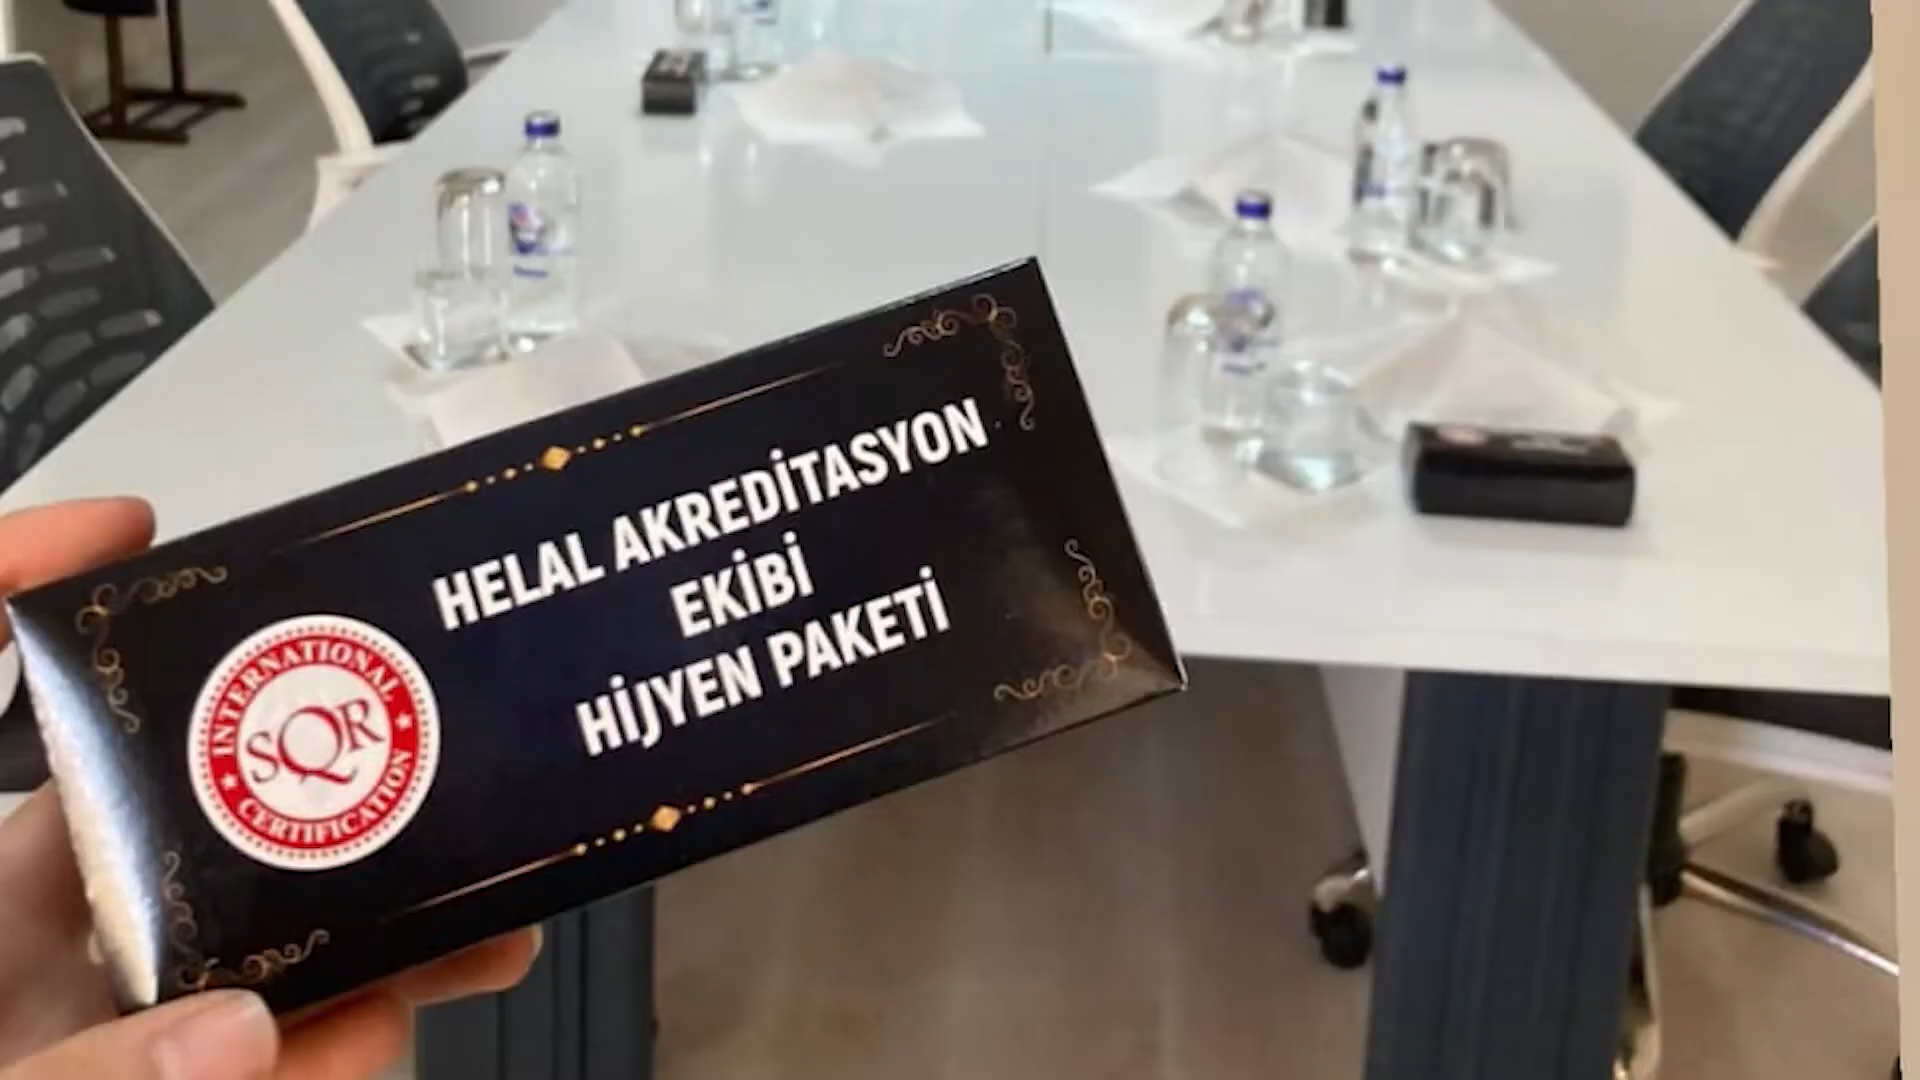 HELAL AKREDİTASYON
EKİBİ
HİJYEN PAKETİ
INTERNATIONAL
SQR
CERTIFICATION